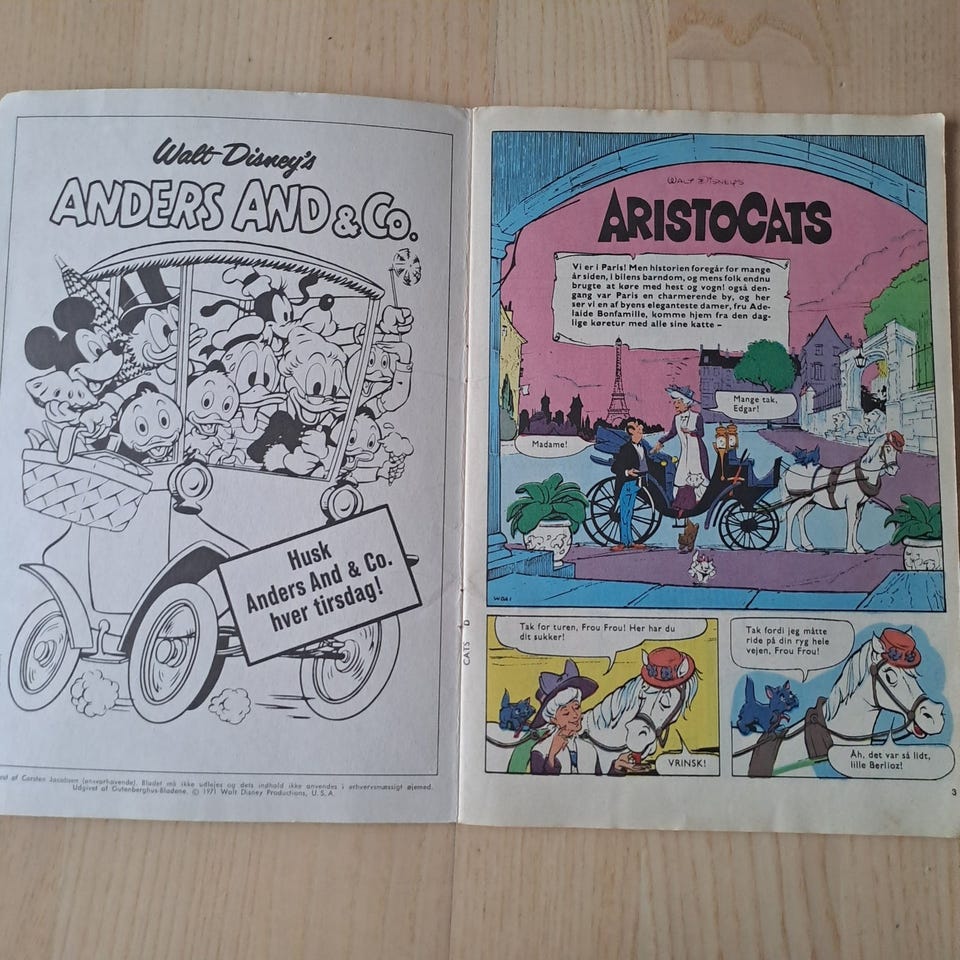 Walt Disney's
ANDERS AND & Co.
Husk
Anders And & Co.
hver tirsdag!
af Carsten Jacobsen (ansvarhavende). Bladet må ikke udlejes og dets indhold ikke anvendes i erhvervsmæssigt øjemed.
Udgivet af Gutenberghus-Bladene. © 1971 Walt Disney Productions, U.S.A.
WALT DISNEY'S
ARISTOCATS
Vi er i Paris! Men historien foregår for mange
år siden, i bilens barndom, og mens folk endnu
brugte at køre med hest og vogn! også den-
gang var Paris en charmerende by, og her
ser vi en af byens eleganteste damer, fru Ade-
laide Bonfamille, komme hjem fra den dag-
lige køretur med alle sine katte –
Mange tak,
Edgar!
Madame!
CATS D
Tak for turen, Frou Frou! Her har du
dit sukker!
VRINSK!
Tak fordi jeg måtte
ride på din ryg hele
vejen, Frou Frou!
Åh, det var så lidt,
lille Berlioz!
3